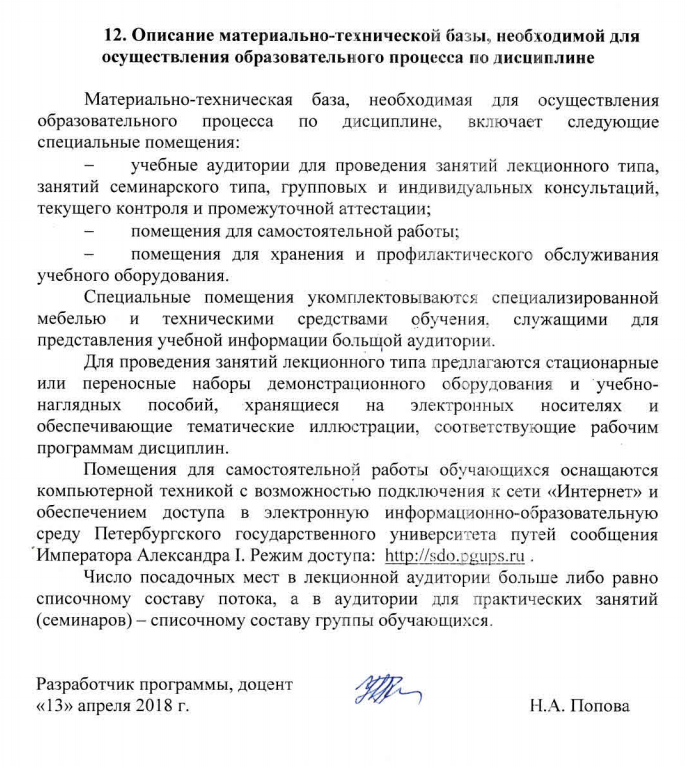 12. Описание материально-технической базы, необходимой для
осуществления образовательного процесса по дисциплине
Материально-техническая база, необходимая для осуществления
образовательного процесса по дисциплине, включает следующие
специальные помещения:
– учебные аудитории для проведения занятий лекционного типа,
занятий семинарского типа, групповых и индивидуальных консультаций,
текущего контроля и промежуточной аттестации;
– помещения для самостоятельной работы;
– помещения для хранения и профилактического обслуживания
учебного оборудования.
Специальные помещения укомплектовываются специализированной
мебелью и техническими средствами обучения, служащими для
представления учебной информации большой аудитории.
Для проведения занятий лекционного типа предлагаются стационарные
или переносные наборы демонстрационного оборудования и учебно-
наглядных пособий, хранящиеся на электронных носителях и
обеспечивающие тематические иллюстрации, соответствующие рабочим
программам дисциплин.
Помещения для самостоятельной работы обучающихся оснащаются
компьютерной техникой с возможностью подключения к сети «Интернет» и
обеспечением доступа в электронную информационно-образовательную
среду Петербургского государственного университета путей сообщения
Императора Александра I. Режим доступа: http://sdo.pgups.ru .
Число посадочных мест в лекционной аудитории больше либо равно
списочному составу потока, а в аудитории для практических занятий
(семинаров) – списочному составу группы обучающихся.
Разработчик программы, доцент
«13» апреля 2018 г. Н.А. Попова